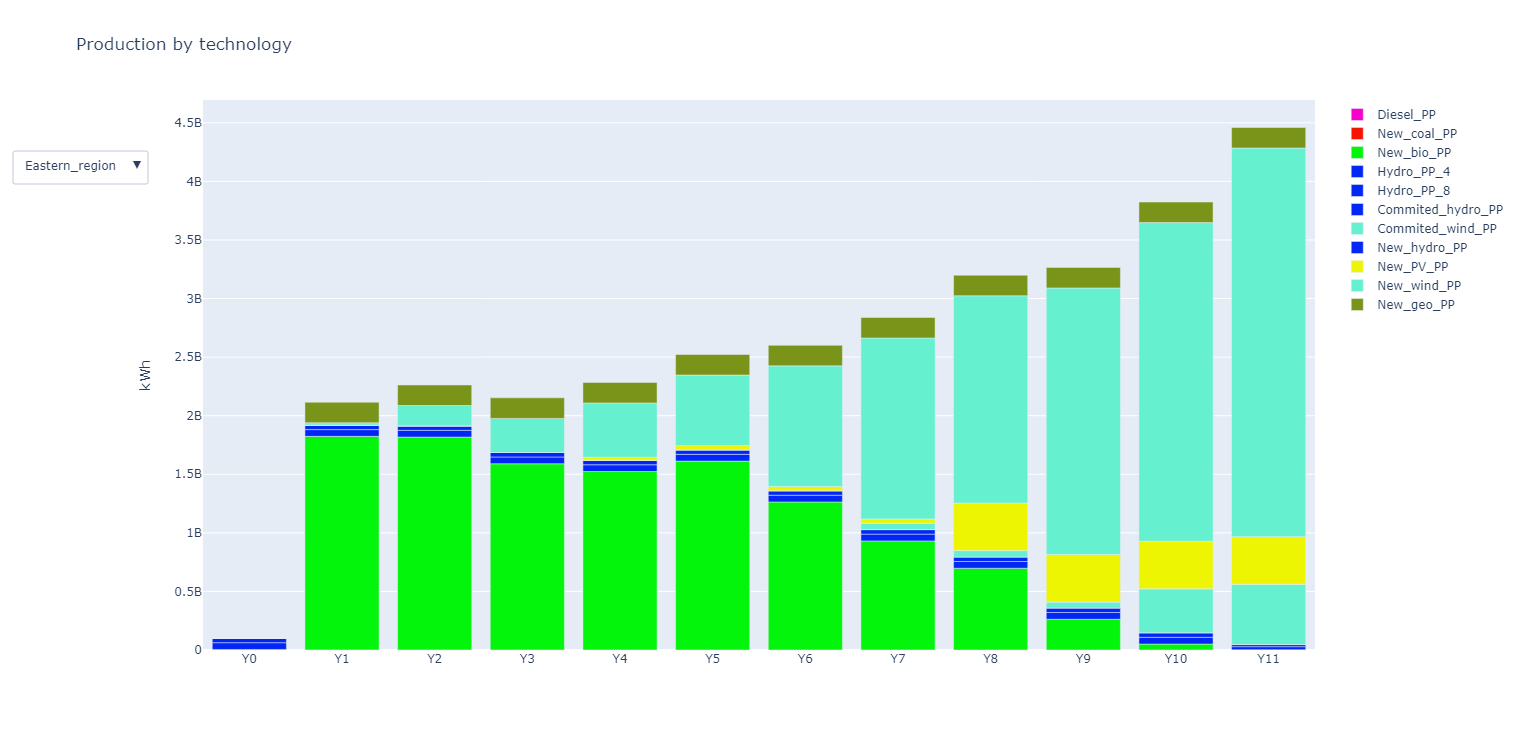 Production by technology
Eastern_region ▼
kWh
4.5B
4B
3.5B
3B
2.5B
2B
1.5B
1B
0.5B
0
Y0 Y1 Y2 Y3 Y4 Y5 Y6 Y7 Y8 Y9 Y10 Y11
Diesel_PP
New_coal_PP
New_bio_PP
Hydro_PP_4
Hydro_PP_8
Commited_hydro_PP
Commited_wind_PP
New_hydro_PP
New_PV_PP
New_wind_PP
New_geo_PP